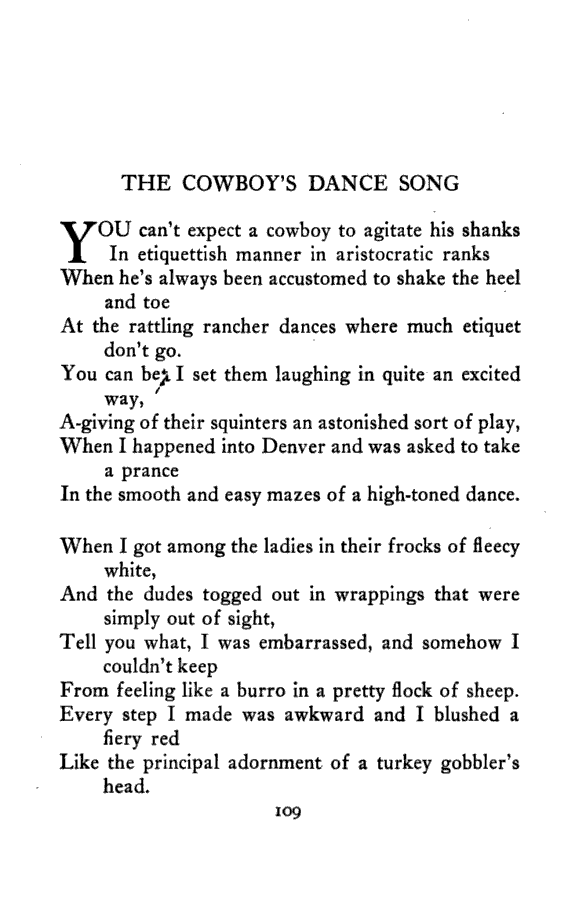 THE COWBOY'S DANCE SONG
YOU can't expect a cowboy to agitate his shanks
In etiquettish manner in aristocratic ranks
When he's always been accustomed to shake the heel
and toe
At the rattling rancher dances where much etiquet
don't go.
You can bet I set them laughing in quite an excited
way,
A-giving of their squinters an astonished sort of play,
When I happened into Denver and was asked to take
a prance
In the smooth and easy mazes of a high-toned dance.
When I got among the ladies in their frocks of fleecy
white,
And the dudes togged out in wrappings that were
simply out of sight,
Tell you what, I was embarrassed, and somehow I
couldn't keep
From feeling like a burro in a pretty flock of sheep.
Every step I made was awkward and I blushed a
fiery red
Like the principal adornment of a turkey gobbler's
head.
109